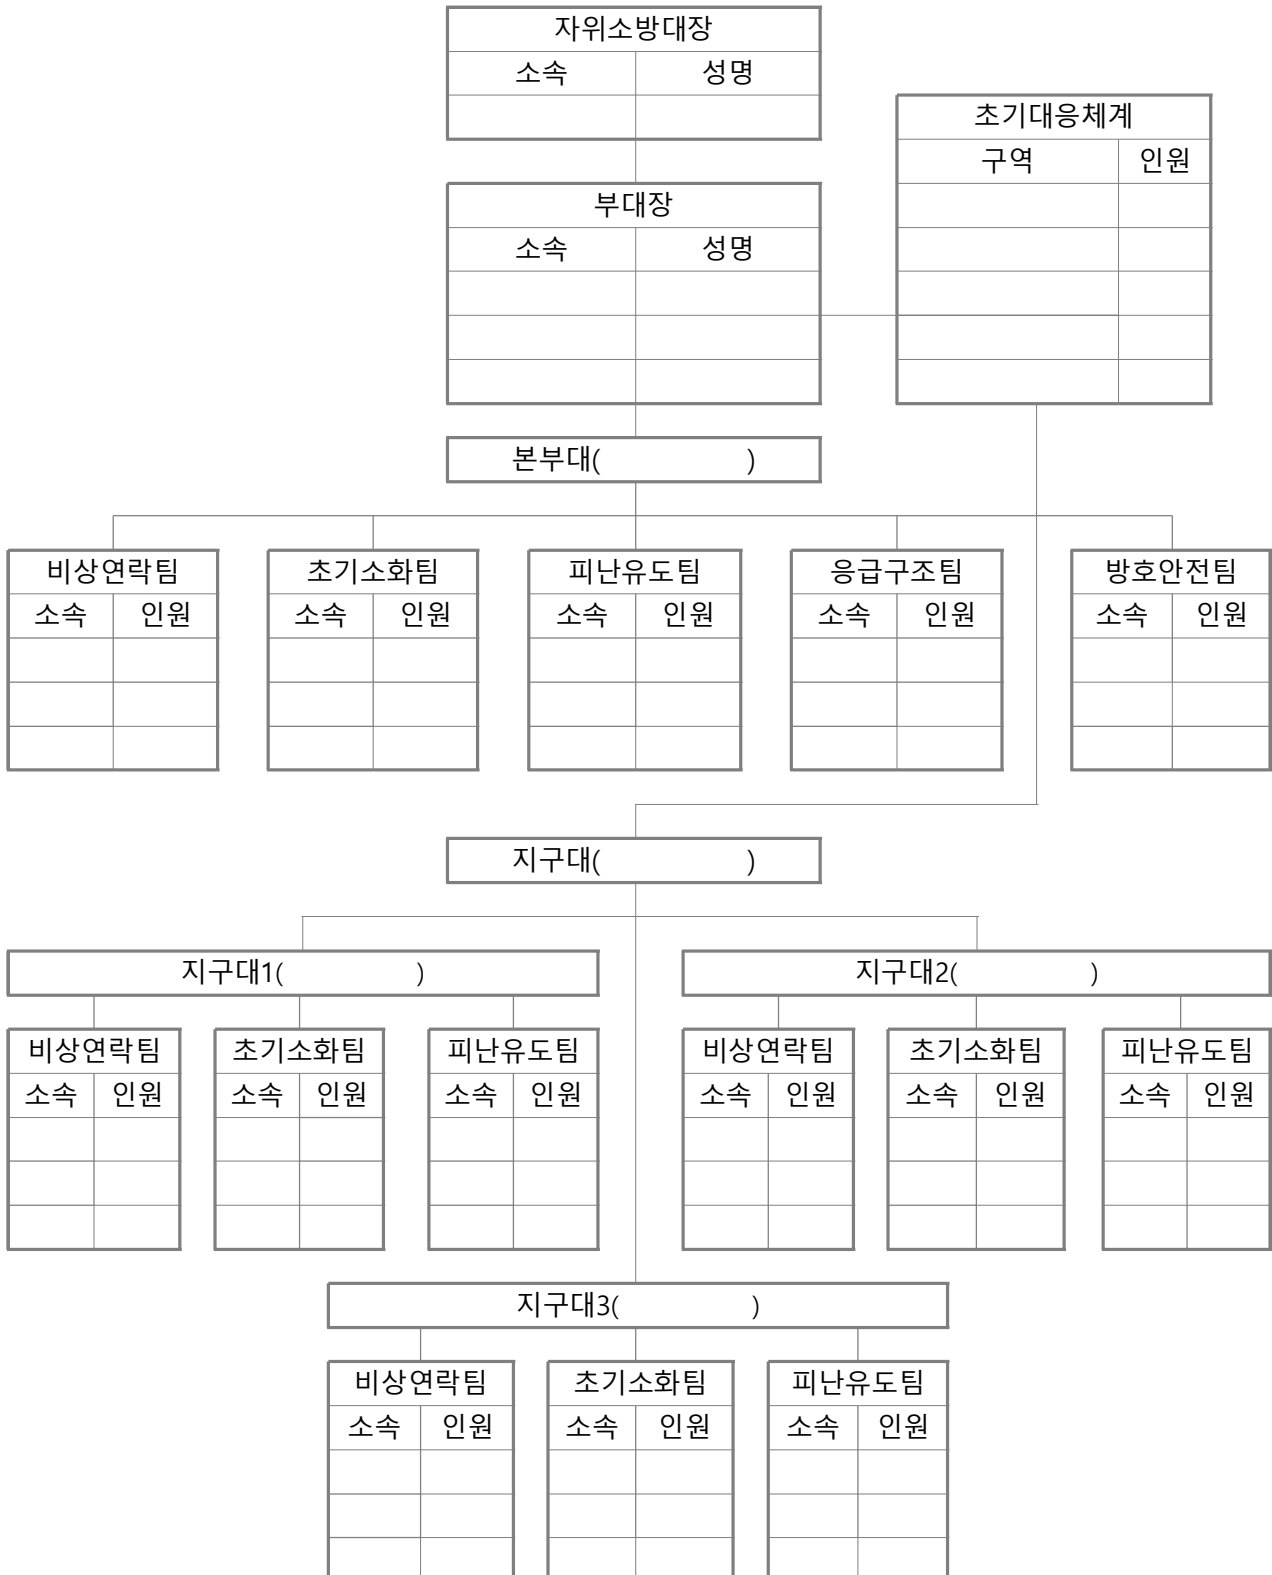 자위소방대장
소속 성명
초기대응체계
구역 인원
부대장
소속 성명
본부대( )
비상연락팀 초기소화팀 피난유도팀 응급구조팀 방호안전팀
소속 인원 소속 인원 소속 인원 소속 인원 소속 인원
지구대( )
지구대1( ) 지구대2( )
비상연락팀 초기소화팀 피난유도팀 비상연락팀 초기소화팀 피난유도팀
소속 인원 소속 인원 소속 인원 소속 인원 소속 인원 소속 인원
지구대3( )
비상연락팀 초기소화팀 피난유도팀
소속 인원 소속 인원 소속 인원